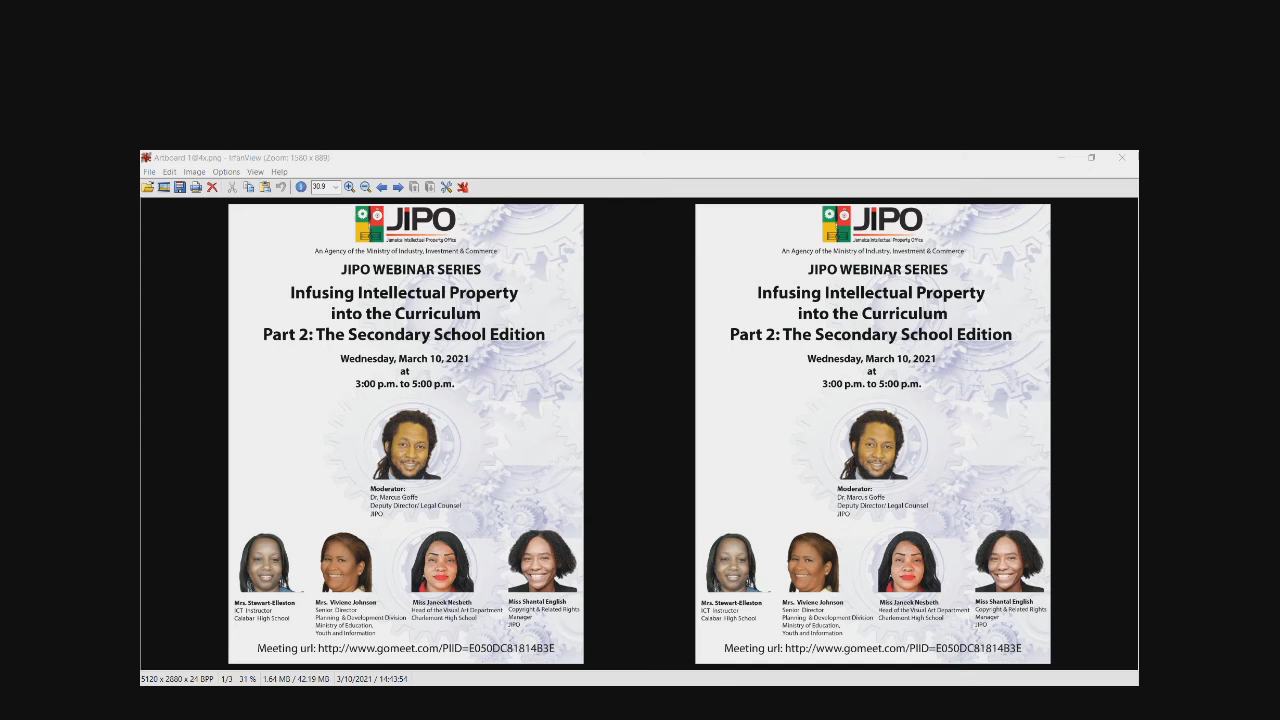 Artboard 1@4x.png - IrfanView (Zoom: 1580 x 889)
File Edit Image Options View Help
30.9
JIPO
Jamaica Intellectual Property Office
An Agency of the Ministry of Industry, Investment & Commerce
JIPO WEBINAR SERIES
Infusing Intellectual Property
into the Curriculum
Part 2: The Secondary School Edition
Wednesday, March 10, 2021
at
3:00 p.m. to 5:00 p.m.
Moderator:
Dr. Marcus Goffe
Deputy Director/ Legal Counsel
JIPO
Mrs. Stewart-Elleston
ICT Instructor
Calabar High School
Mrs. Viviene Johnson
Senior Director
Planning & Development Division
Ministry of Education,
Youth and Information
Miss Janeek Nesbeth
Head of the Visual Art Department
Charlemont High School
Miss Shantal English
Copyright & Related Rights
Manager
JIPO
Meeting url: http://www.gomeet.com/PIID=E050DC81814B3E
JIPO
Jamaica Intellectual Property Office
An Agency of the Ministry of Industry, Investment & Commerce
JIPO WEBINAR SERIES
Infusing Intellectual Property
into the Curriculum
Part 2: The Secondary School Edition
Wednesday, March 10, 2021
at
3:00 p.m. to 5:00 p.m.
Moderator:
Dr. Marcus Goffe
Deputy Director/ Legal Counsel
JIPO
Mrs. Stewart-Elleston
ICT Instructor
Calabar High School
Mrs. Viviene Johnson
Senior Director
Planning & Development Division
Ministry of Education,
Youth and Information
Miss Janeek Nesbeth
Head of the Visual Art Department
Charlemont High School
Miss Shantal English
Copyright & Related Rights
Manager
JIPO
Meeting url: http://www.gomeet.com/PIID=E050DC81814B3E
5120 x 2880 x 24 BPP 1/3 31 % 1.64 MB / 42.19 MB 3/10/2021 / 14:43:54